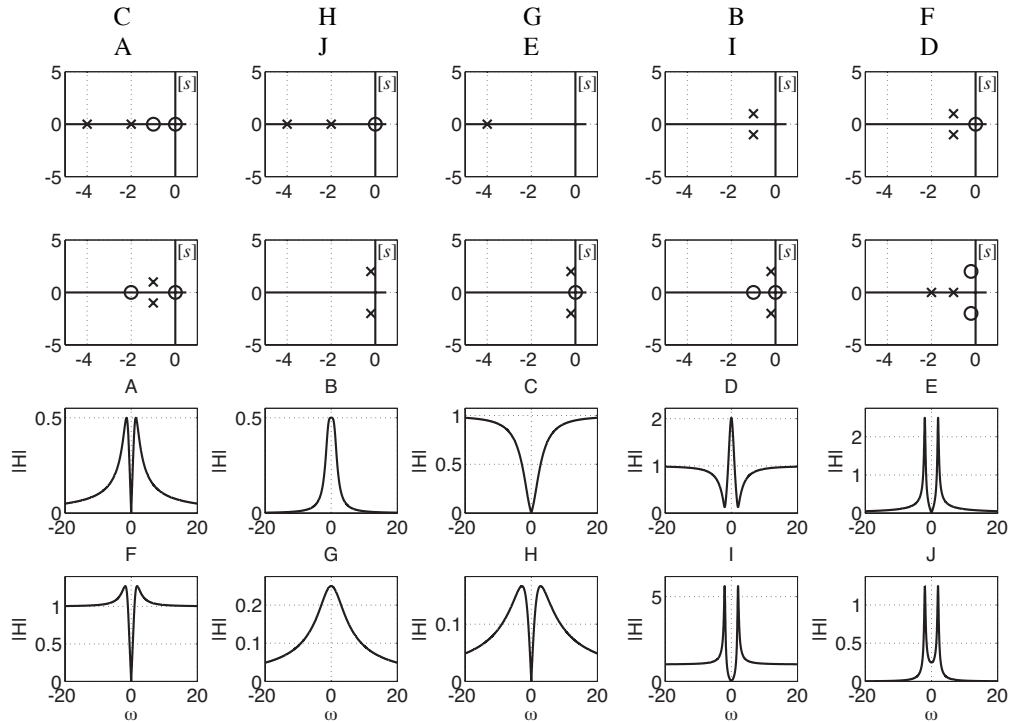 C H G B F
A J E I D
5 [s] 5 [s] 5 [s] 5 [s] 5 [s]
0 0 0 0 0
-5 -5 -5 -5 -5
-4 -2 0 -4 -2 0 -4 -2 0 -4 -2 0 -4 -2 0
5 [s] 5 [s] 5 [s] 5 [s] 5 [s]
0 0 0 0 0
-5 -5 -5 -5 -5
-4 -2 0 -4 -2 0 -4 -2 0 -4 -2 0 -4 -2 0
A B C D E
0.5 0.5 1 2 2
|H| |H| 0.5 |H| 1 |H| 1 |H|
0 0 0 0 0
-20 0 20 -20 0 20 -20 0 20 -20 0 20 -20 0 20
F G H I J
1 0.2 0.1 5 1
|H| 0.5 |H| 0.1 |H| |H| |H| 0.5
0 0 0 0 0
-20 0 20 -20 0 20 -20 0 20 -20 0 20 -20 0 20
ω ω ω ω ω